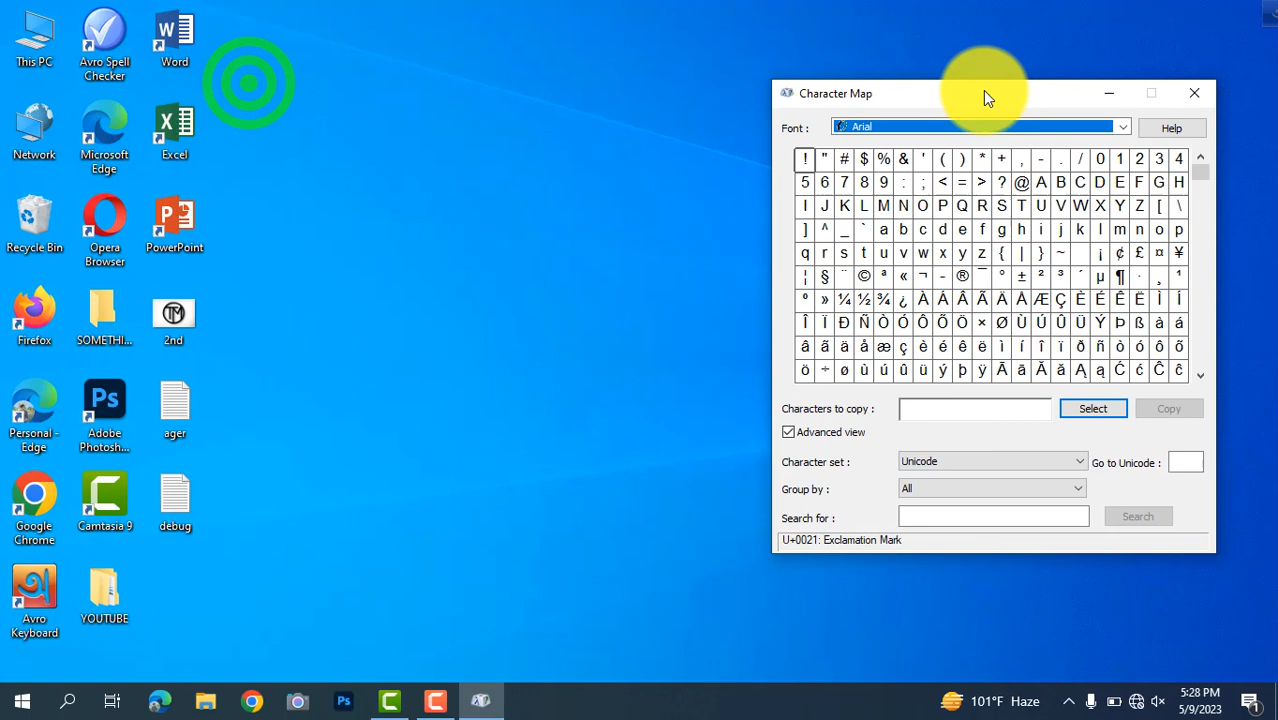 This PC
Avro Spell
Checker
Word
Network
Microsoft
Edge
Excel
Recycle Bin
Opera
Browser
PowerPoint
Firefox
SOMETHI...
2nd
Personal -
Edge
Adobe
Photosh...
ager
Google
Chrome
Camtasia 9
debug
Avro
Keyboard
YOUTUBE
Character Map
Font :
Arial
Help
! " # $ % & ' ( ) * + , - . / 0 1 2 3 4
5 6 7 8 9 : ; < = > ? @ A B C D E F G H
I J K L M N O P Q R S T U V W X Y Z [ \
] ^ _ ` a b c d e f g h i j k l m n o p
q r s t u v w x y z { | } ~ ¡ ¢ £ ¤ ¥
¦ § ¨ © ª « ¬ - ® ¯ ° ± ² ³ ´ µ ¶ · ¸ ¹
º » ¼ ½ ¾ ¿ À Á Â Ã Ä Å Æ Ç È É Ê Ë Ì Í
Î Ï Ð Ñ Ò Ó Ô Õ Ö × Ø Ù Ú Û Ü Ý Þ ß à á
â ã ä å æ ç è é ê ë ì í î ï ð ñ ò ó ô õ
ö ÷ ø ù ú û ü ý þ ÿ Ā ā Ă ă Ą ą Ć ć Ĉ ĉ
Characters to copy :
Select
Copy
Advanced view
Character set :
Unicode
Go to Unicode :
Group by :
All
Search for :
Search
U+0021: Exclamation Mark
101°F Haze
5:28 PM
5/9/2023
1